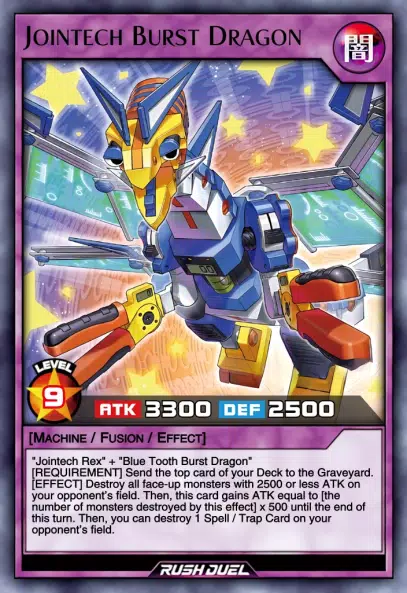 JOINTECH BURST DRAGON
闇
LEVEL
9
ATK 3300 DEF 2500
[MACHINE / FUSION / EFFECT]
"Jointech Rex" + "Blue Tooth Burst Dragon"
[REQUIREMENT] Send the top card of your Deck to the Graveyard.
[EFFECT] Destroy all face-up monsters with 2500 or less ATK on
your opponent's field. Then, this card gains ATK equal to [the
number of monsters destroyed by this effect] x 500 until the end of
this turn. Then, you can destroy 1 Spell / Trap Card on your
opponent's field.
RUSH DUEL